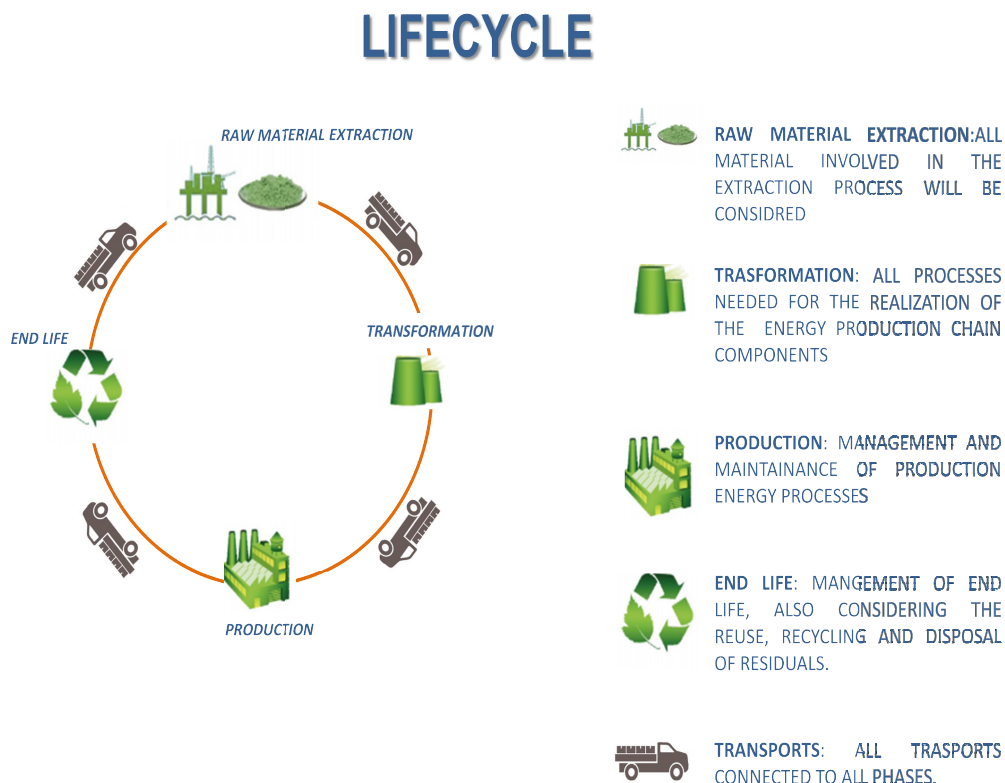 LIFECYCLE
RAW MATERIAL EXTRACTION
TRANSFORMATION
END LIFE
PRODUCTION
RAW MATERIAL EXTRACTION:ALL
MATERIAL INVOLVED IN THE
EXTRACTION PROCESS WILL BE
CONSIDRED
TRASFORMATION: ALL PROCESSES
NEEDED FOR THE REALIZATION OF
THE ENERGY PRODUCTION CHAIN
COMPONENTS
PRODUCTION: MANAGEMENT AND
MAINTAINANCE OF PRODUCTION
ENERGY PROCESSES
END LIFE: MANGEMENT OF END
LIFE, ALSO CONSIDERING THE
REUSE, RECYCLING AND DISPOSAL
OF RESIDUALS.
TRANSPORTS: ALL TRASPORTS
CONNECTED TO ALL PHASES.